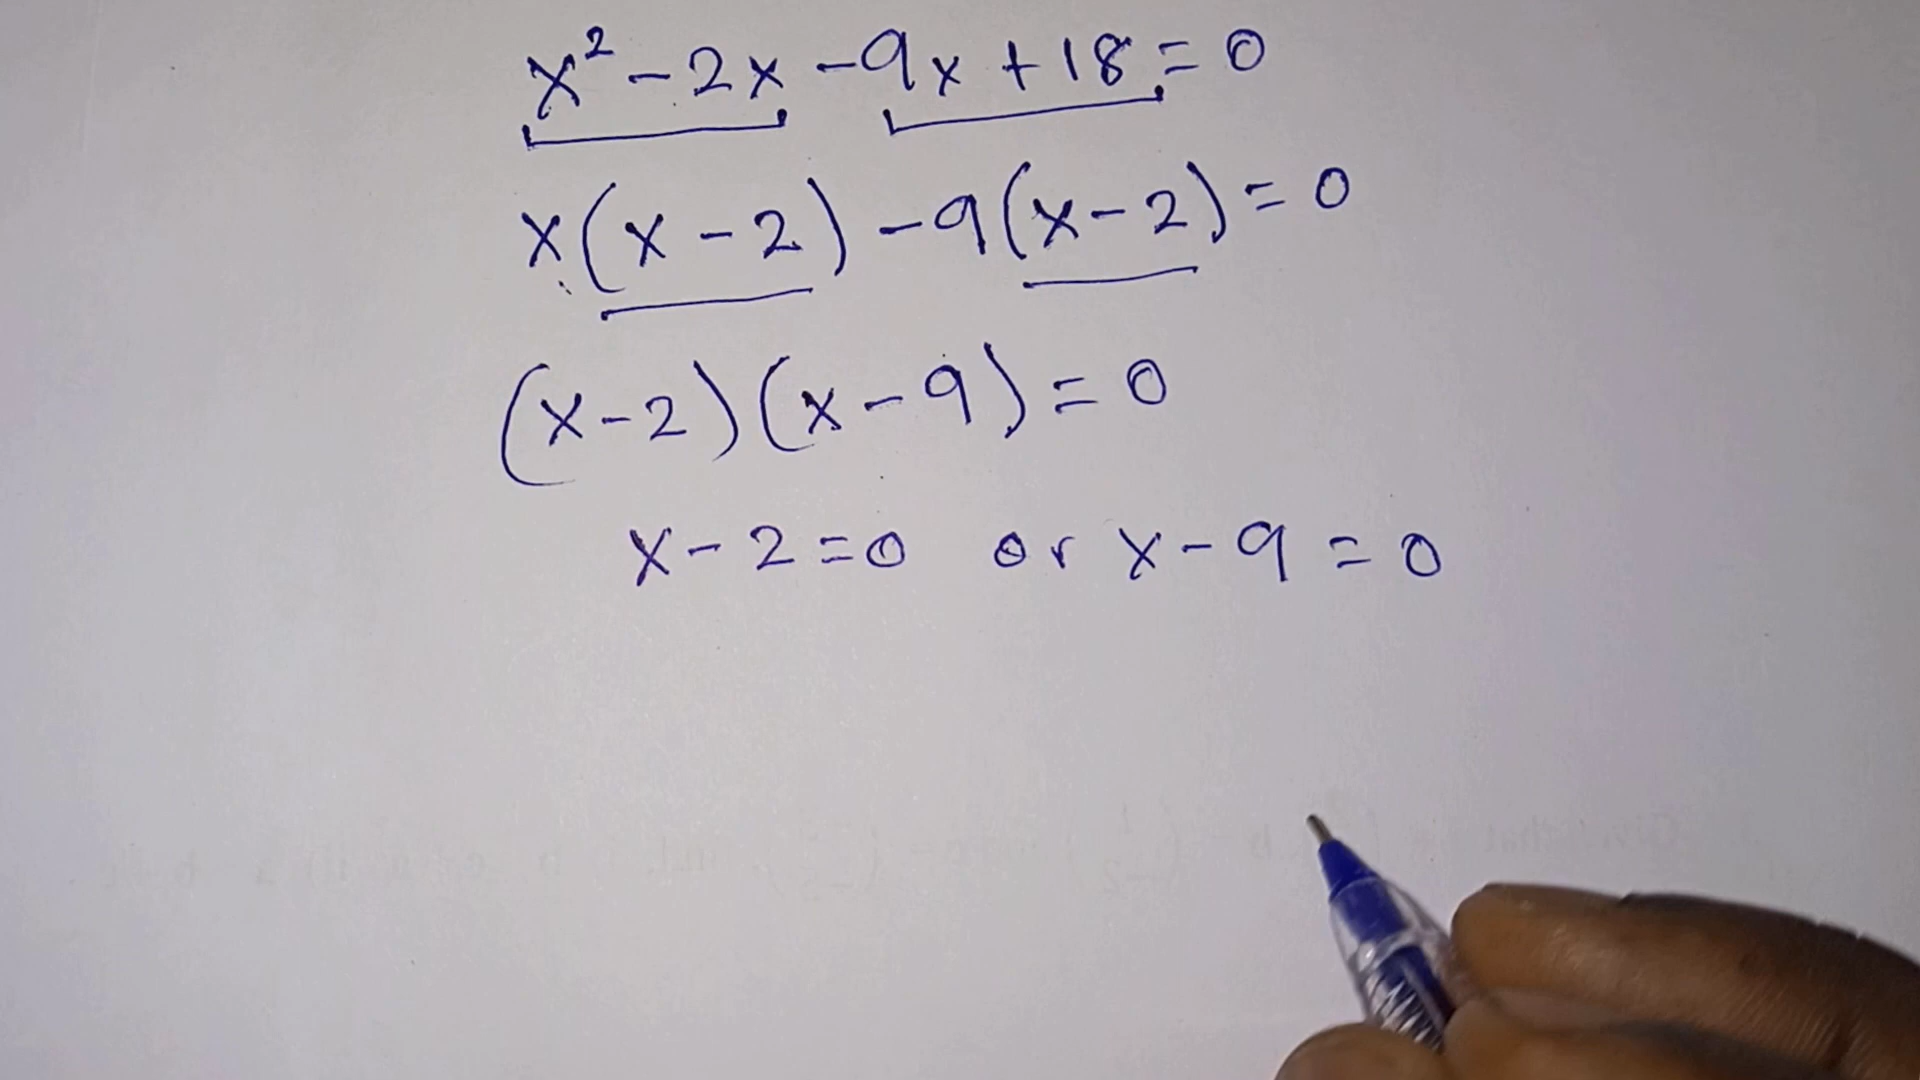 x² - 2x - 9x + 18 = 0
x(x - 2) - 9(x - 2) = 0
(x - 2)(x - 9) = 0
x - 2 = 0 or x - 9 = 0